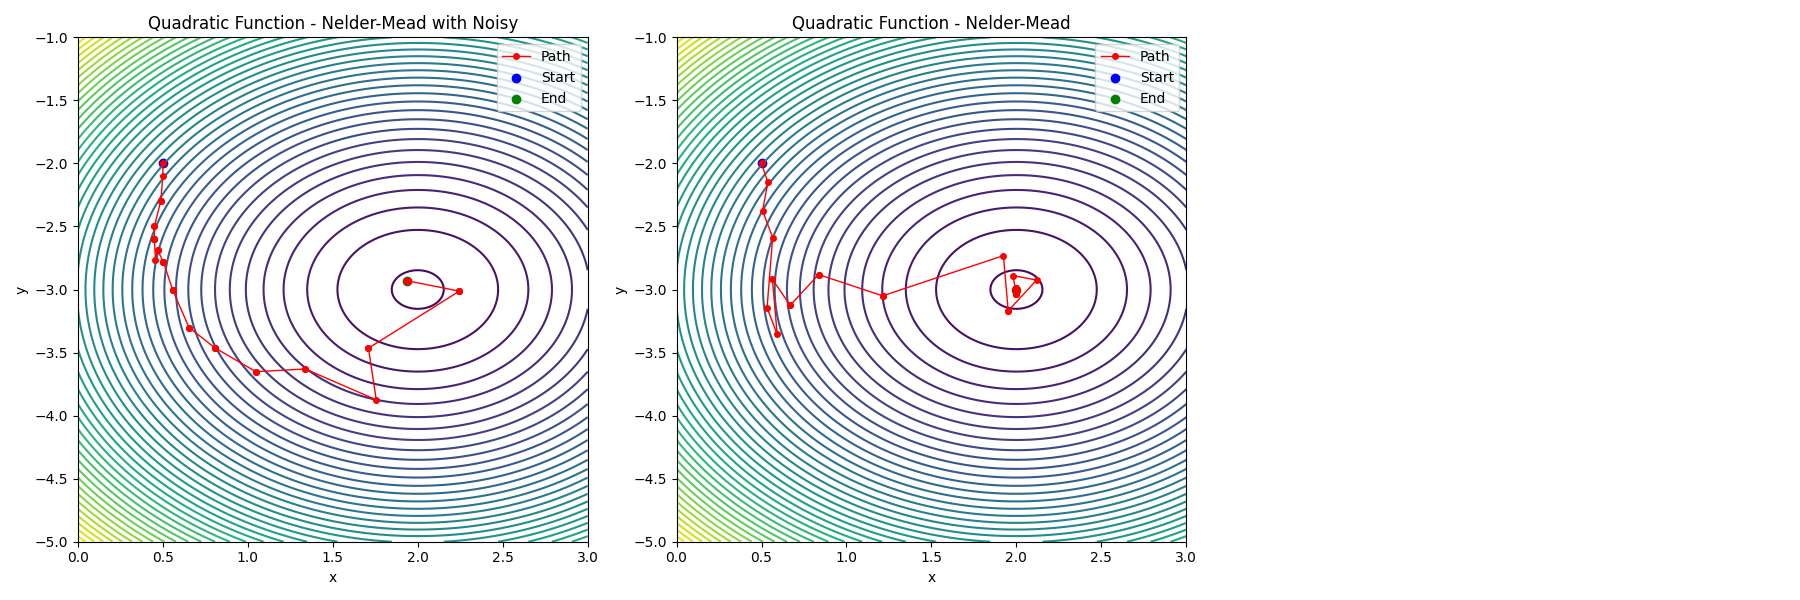 Quadratic Function - Nelder-Mead with Noisy
Path
Start
End
−1.0
−1.5
−2.0
−2.5
−3.0
−3.5
−4.0
−4.5
−5.0
y
0.0 0.5 1.0 1.5 2.0 2.5 3.0
x
Quadratic Function - Nelder-Mead
Path
Start
End
−1.0
−1.5
−2.0
−2.5
−3.0
−3.5
−4.0
−4.5
−5.0
y
0.0 0.5 1.0 1.5 2.0 2.5 3.0
x